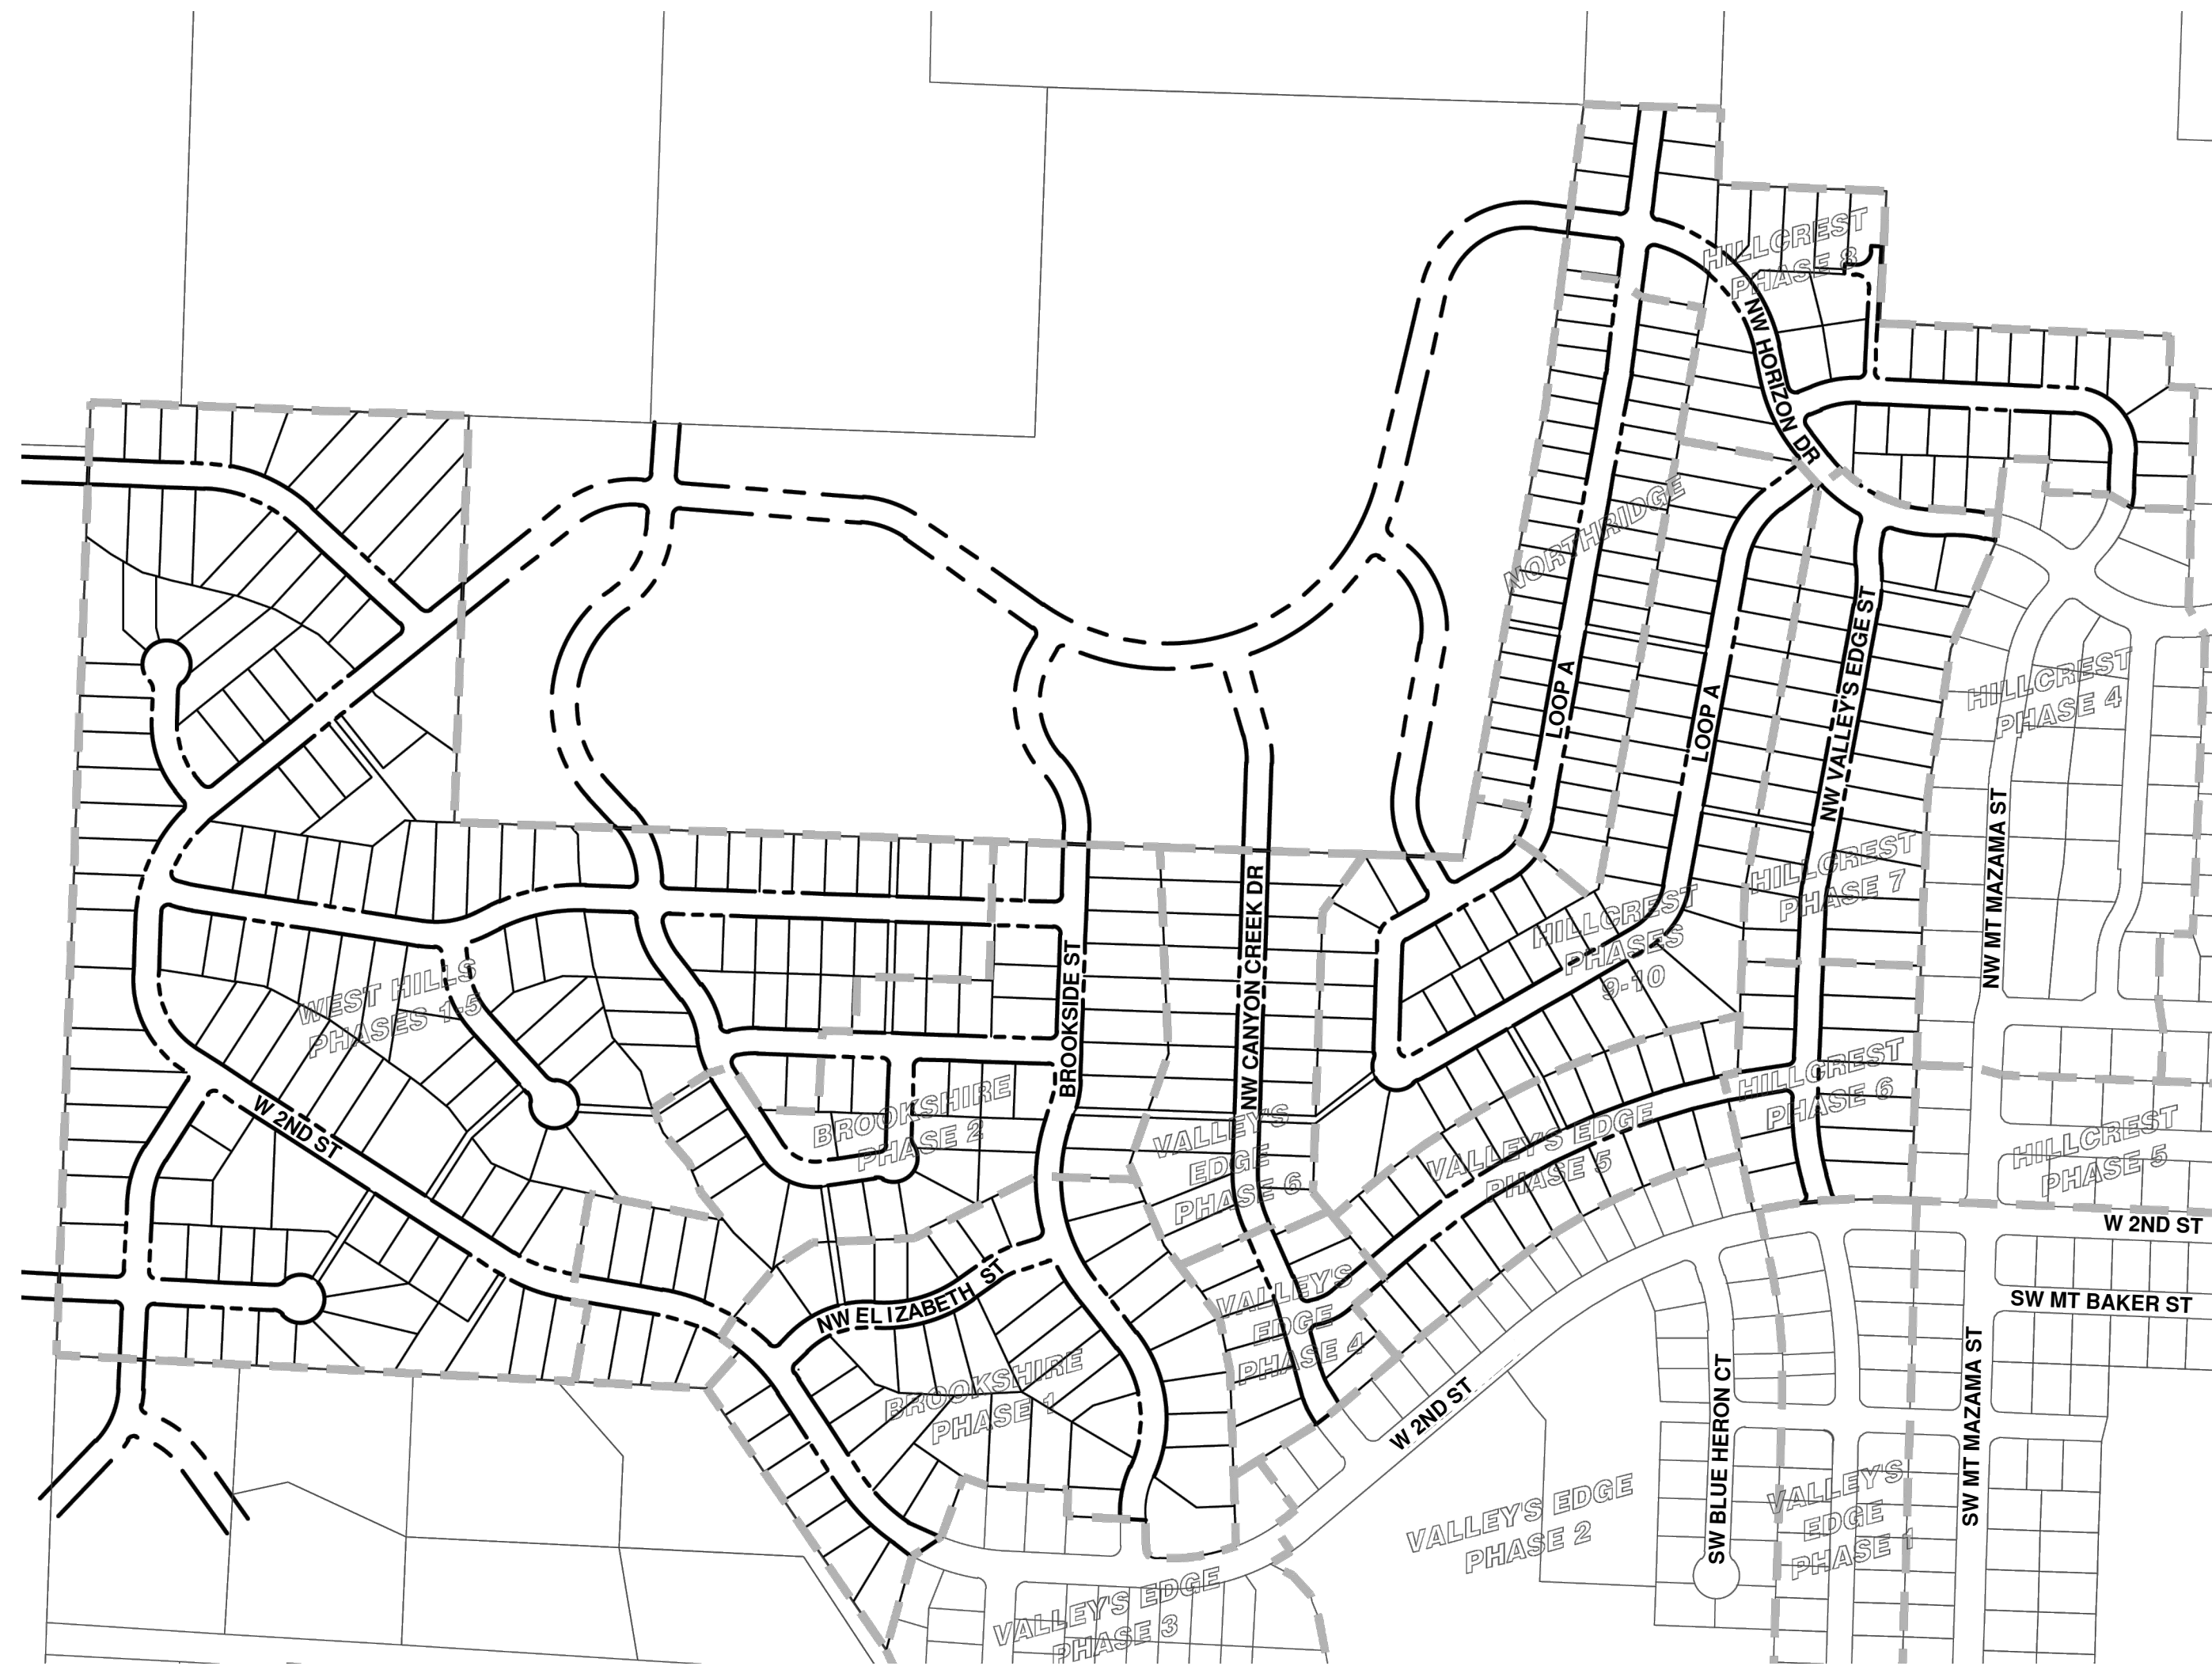 HILLCREST
PHASE 8
NW HORIZON DR
NORTHRIDGE
LOOP A
LOOP A
NW VALLEY'S EDGE ST
HILLCREST
PHASE 4
NW MT MAZAMA ST
HILLCREST
PHASE 7
HILLCREST
PHASES
9-10
NW CANYON CREEK DR
BROOKSIDE ST
WEST HILLS
PHASES 1-5
W 2ND ST
BROOKSHIRE
PHASE 2
VALLEY'S
EDGE
PHASE 6
VALLEY'S EDGE
PHASE 5
HILLCREST
PHASE 6
HILLCREST
PHASE 5
W 2ND ST
SW MT BAKER ST
NW ELIZABETH ST
VALLEY'S
EDGE
PHASE 4
BROOKSHIRE
PHASE 1
W 2ND ST
SW BLUE HERON CT
SW MT MAZAMA ST
VALLEY'S EDGE
PHASE 2
VALLEY'S
EDGE
PHASE 1
VALLEY'S EDGE
PHASE 3